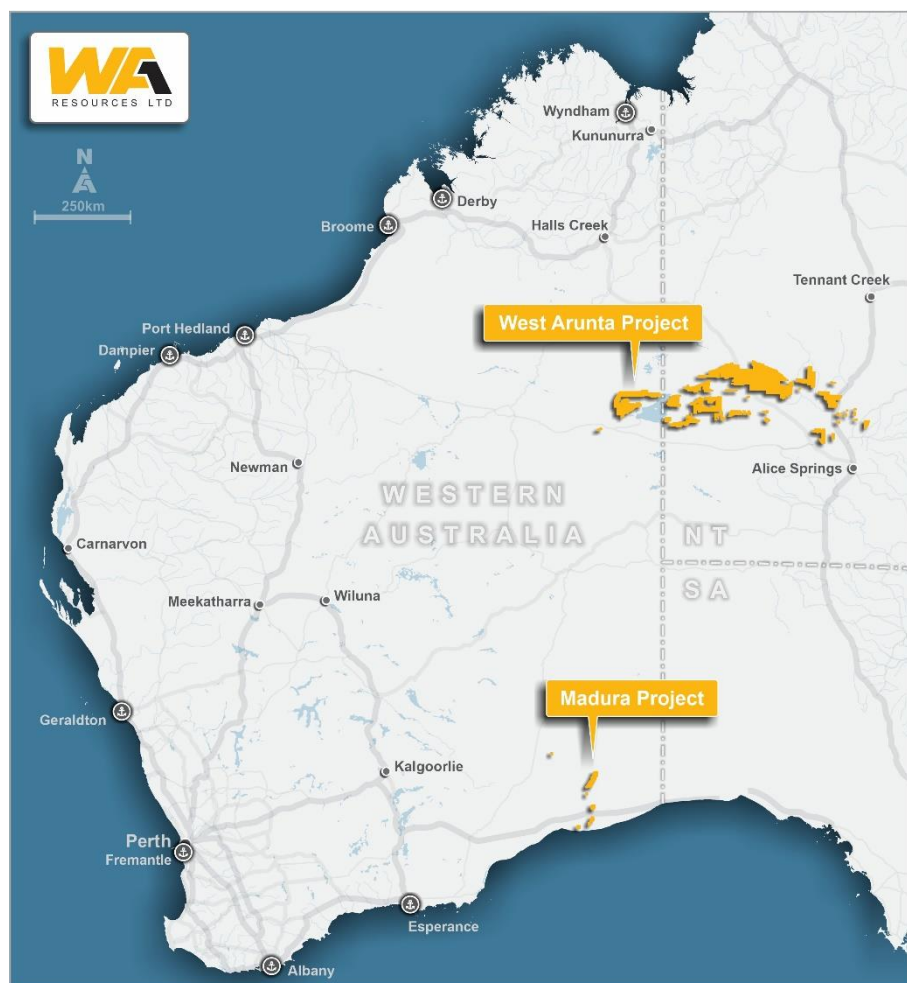 WA1
RESOURCES LTD
N
250km
Wyndham
Kununurra
Derby
Broome
Halls Creek
Tennant Creek
West Arunta Project
Port Hedland
Dampier
Newman
Alice Springs
WESTERN
AUSTRALIA
NT
Carnarvon
SA
Meekatharra
Wiluna
Madura Project
Geraldton
Kalgoorlie
Perth
Fremantle
Esperance
Albany